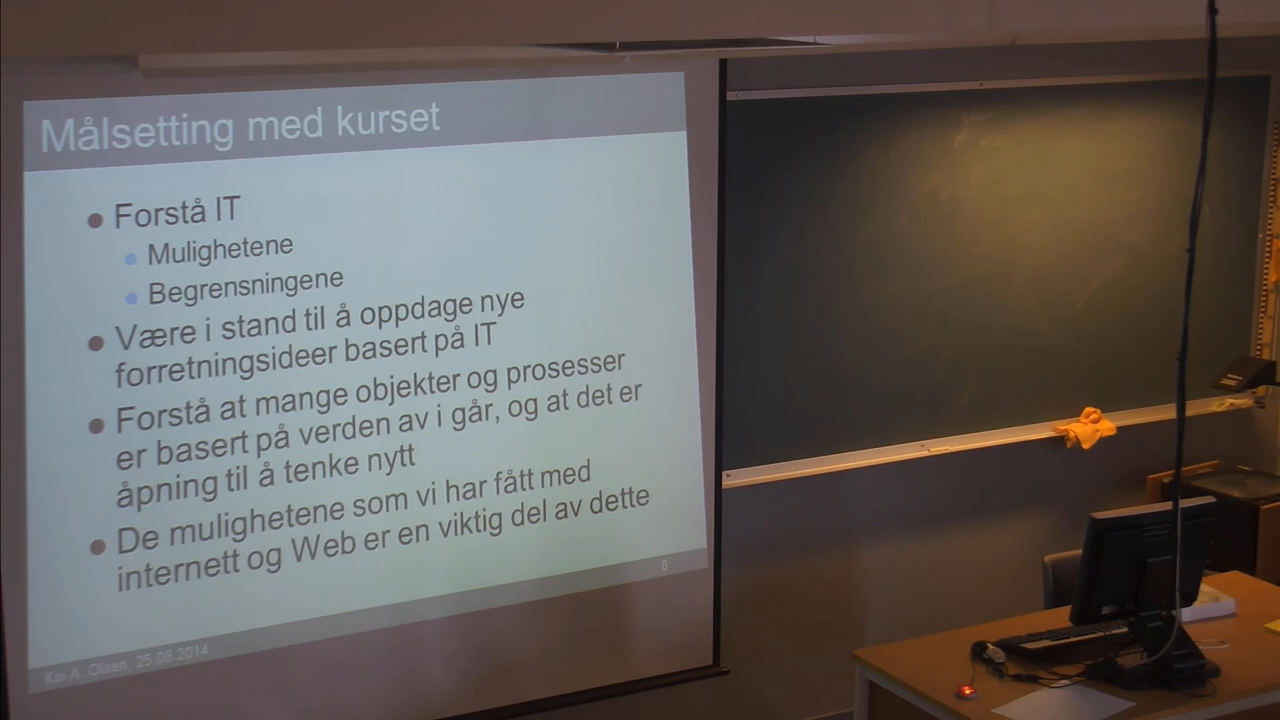 Målsetting med kurset
Forstå IT
Mulighetene
Begrensningene
Være i stand til å oppdage nye
forretningsideer basert på IT
Forstå at mange objekter og prosesser
er basert på verden av i går, og at det er
åpning til å tenke nytt
De mulighetene som vi har fått med
internett og Web er en viktig del av dette
6
Kai A. Olsen, 25.08.2014